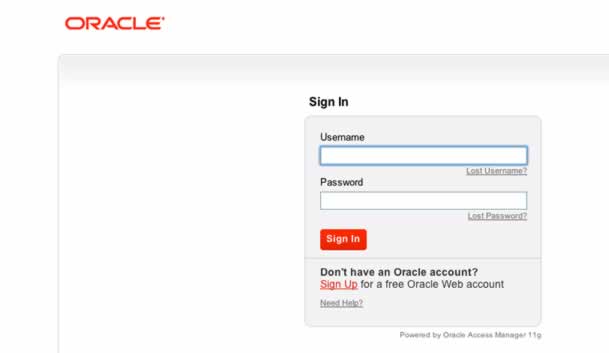 ORACLE
Sign In
Username
Lost Username?
Password
Lost Password?
Sign In
Don't have an Oracle account?
Sign Up for a free Oracle Web account
Need Help?
Powered by Oracle Access Manager 11g